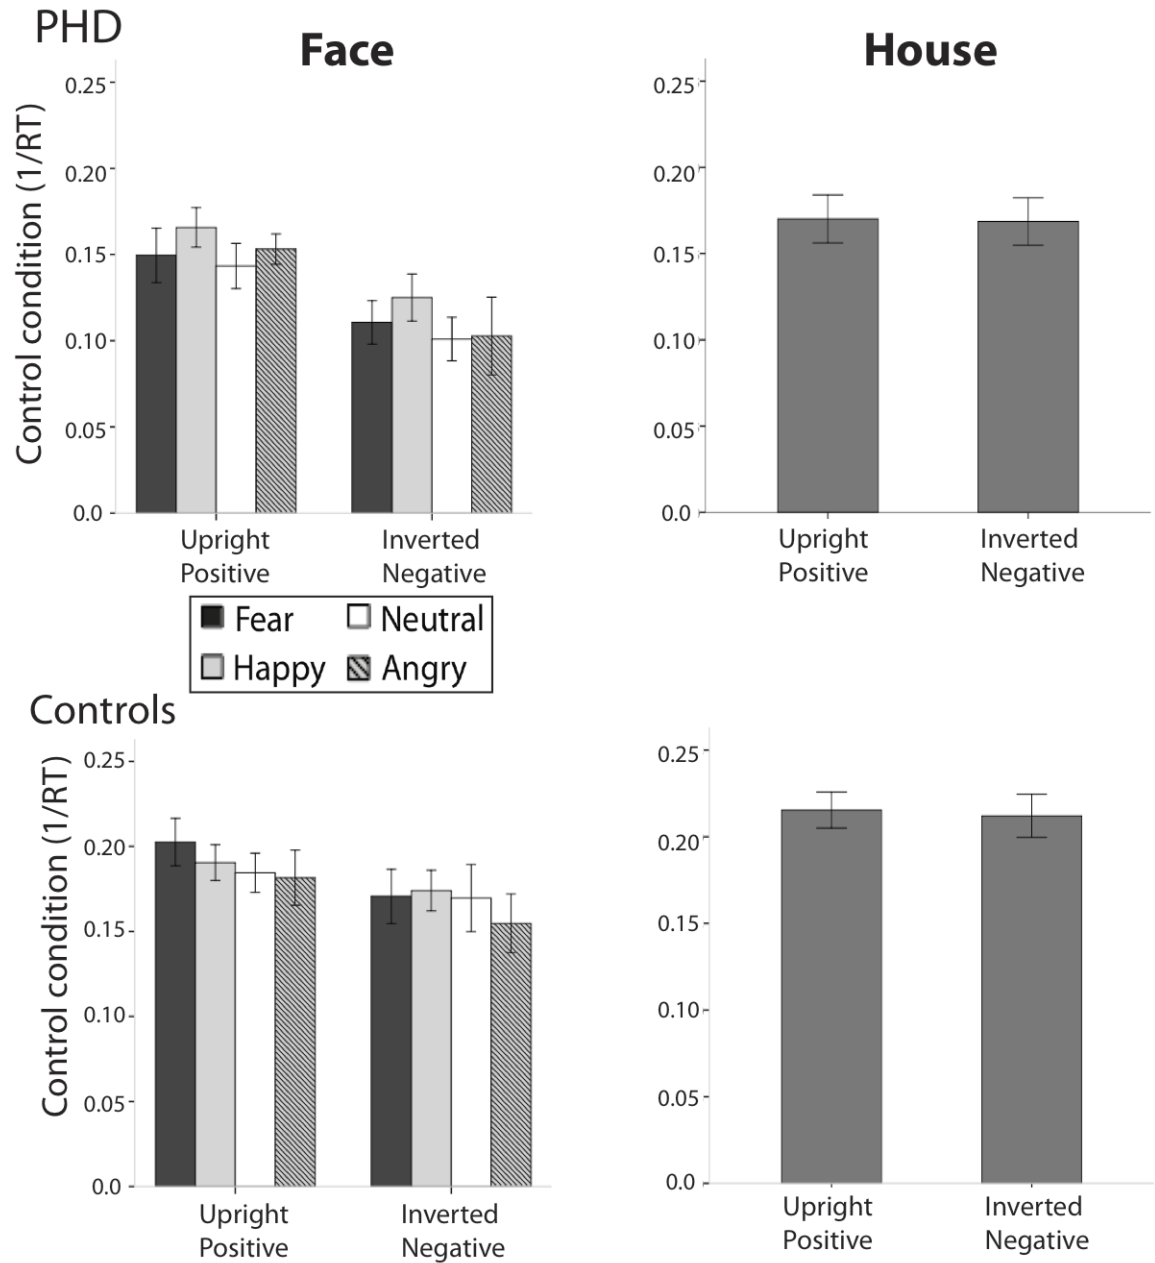 PHD
Face
House
Control condition (1/RT)
0.25
0.20
0.15
0.10
0.05
0.0
Upright
Positive
Inverted
Negative
0.25
0.20
0.15
0.10
0.05
0.0
Upright
Positive
Inverted
Negative
Fear
Neutral
Happy
Angry
Controls
Control condition (1/RT)
0.25
0.20
0.15
0.10
0.05
0.0
Upright
Positive
Inverted
Negative
0.25
0.20
0.15
0.10
0.05
0.0
Upright
Positive
Inverted
Negative